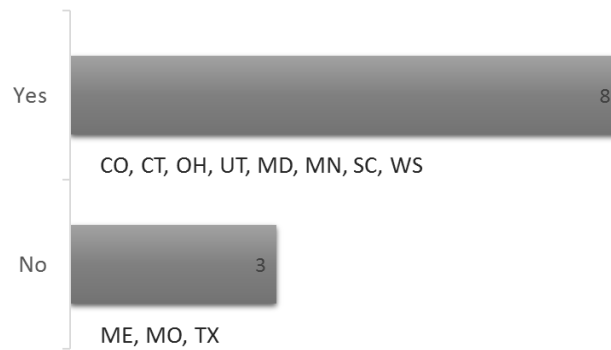 Yes
8
CO, CT, OH, UT, MD, MN, SC, WS
No
3
ME, MO, TX